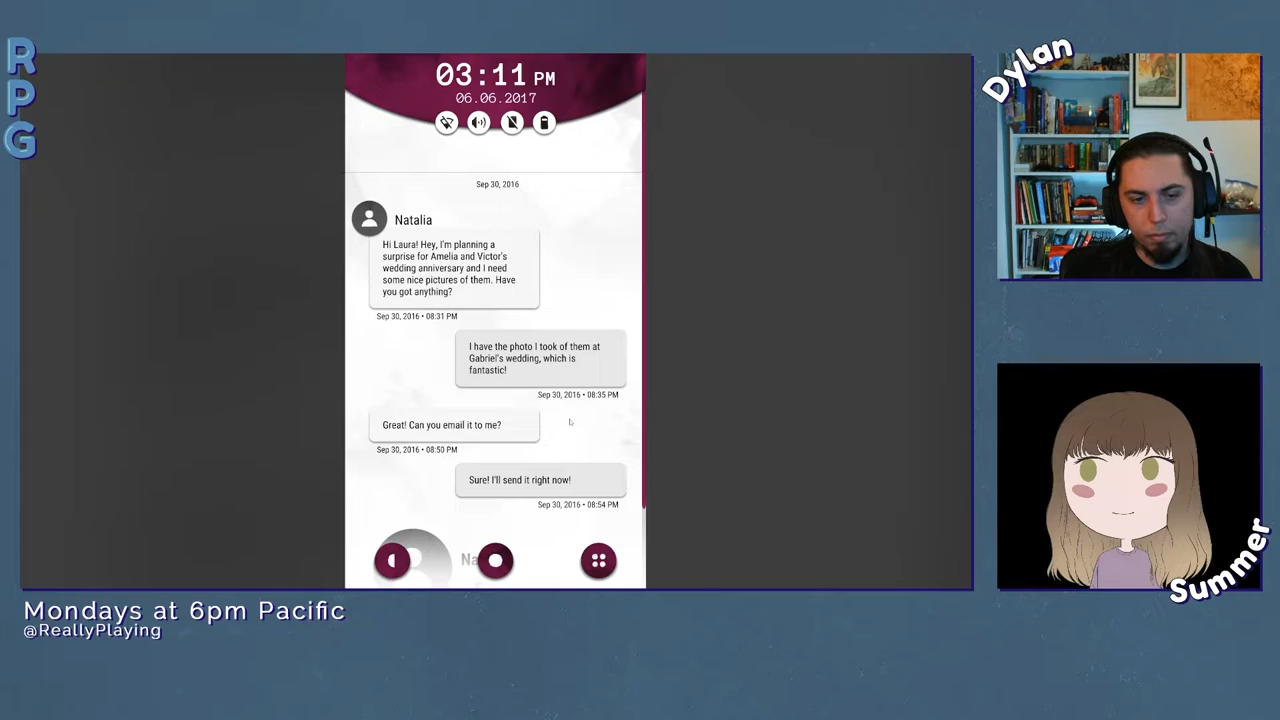 RPG
03:11 PM
06.06.2017
Sep 30, 2016
Natalia
Hi Laura! Hey, I'm planning a
surprise for Amelia and Victor's
wedding anniversary and I need
some nice pictures of them. Have
you got anything?
Sep 30, 2016 • 08:31 PM
I have the photo I took of them at
Gabriel's wedding, which is
fantastic!
Sep 30, 2016 • 08:35 PM
Great! Can you email it to me?
Sep 30, 2016 • 08:50 PM
Sure! I'll send it right now!
Sep 30, 2016 • 08:54 PM
Na
Dylan
Summer
Mondays at 6pm Pacific
@ReallyPlaying